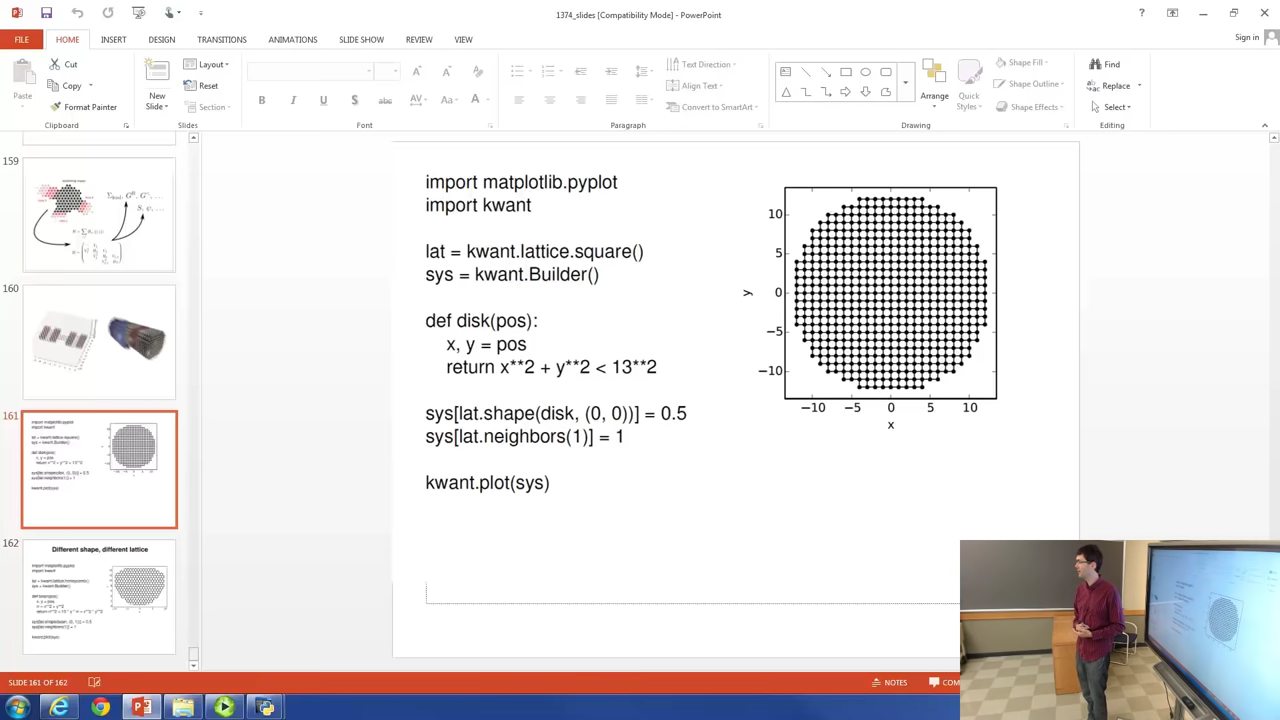 1374_slides [Compatibility Mode] - PowerPoint
Sign in
FILE HOME INSERT DESIGN TRANSITIONS ANIMATIONS SLIDE SHOW REVIEW VIEW
Paste
Cut
Copy
Format Painter
Clipboard
New
Slide
Layout
Reset
Section
Slides
B I U S abc AV Aa A
Font
Text Direction
Align Text
Convert to SmartArt
Paragraph
Arrange
Quick
Styles
Shape Fill
Shape Outline
Shape Effects
Drawing
Find
Replace
Select
Editing
159
160
161
162
Different shape, different lattice
import matplotlib.pyplot
import kwant
lat = kwant.lattice.square()
sys = kwant.Builder()
def disk(pos):
x, y = pos
return x**2 + y**2 < 13**2
sys[lat.shape(disk, (0, 0))] = 0.5
sys[lat.neighbors(1)] = 1
kwant.plot(sys)
10
5
0
−5
−10
y
−10 −5 0 5 10
x
SLIDE 161 OF 162
NOTES
COM